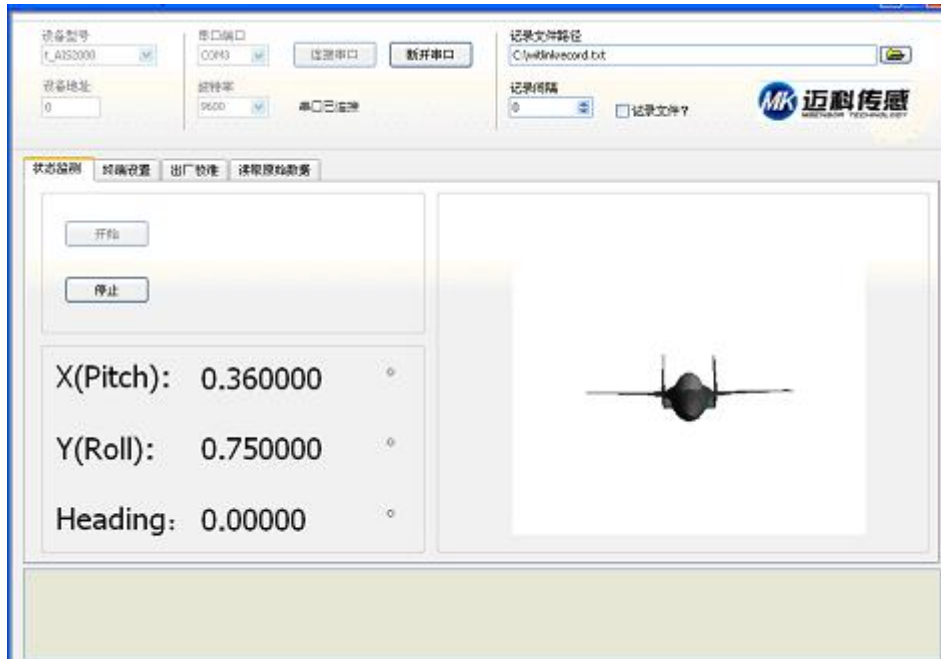 设备型号 串口端口 记录文件路径
t_AIS2000 COM3 连接串口 断开串口 C:\witlinkrecord.txt
设备地址 波特率 记录间隔
0 9600 串口已连接 0 记录文件? MK 迈科传感
MKSENSOR TECHNOLOGY
状态监测 终端设置 出厂校准 读取原始数据
开始
停止
X(Pitch): 0.360000 °
Y(Roll): 0.750000 °
Heading: 0.00000 °